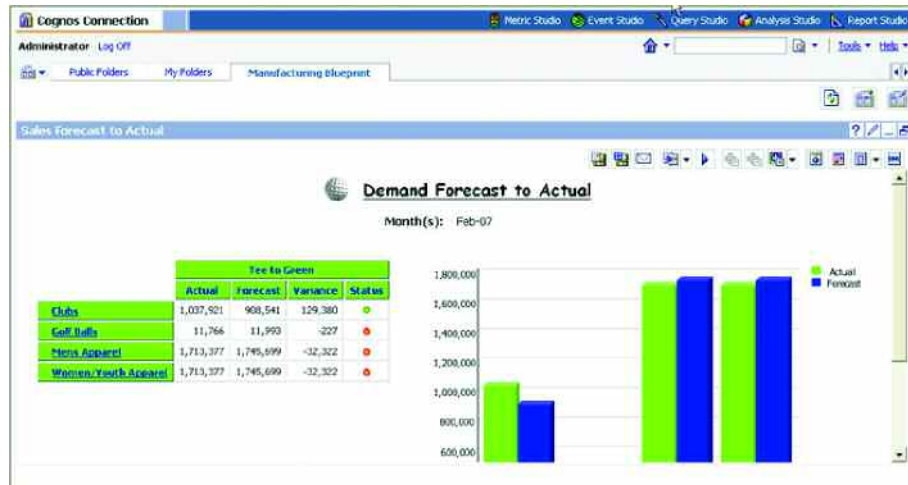 Cognos Connection
Metric Studio Event Studio Query Studio Analysis Studio Report Studio
Administrator Log Off
Tools Help
Public Folders My Folders Manufacturing Blueprint
Sales Forecast to Actual
Demand Forecast to Actual
Month(s): Feb-07
Tee to Green
Actual Forecast Variance Status
Clubs 1,037,921 908,541 129,380
Golf Balls 11,766 11,993 -227
Mens Apparel 1,713,377 1,745,699 -32,322
Women/Youth Apparel 1,713,377 1,745,699 -32,322
1,800,000
1,600,000
1,400,000
1,200,000
1,000,000
800,000
600,000
Actual
Forecast